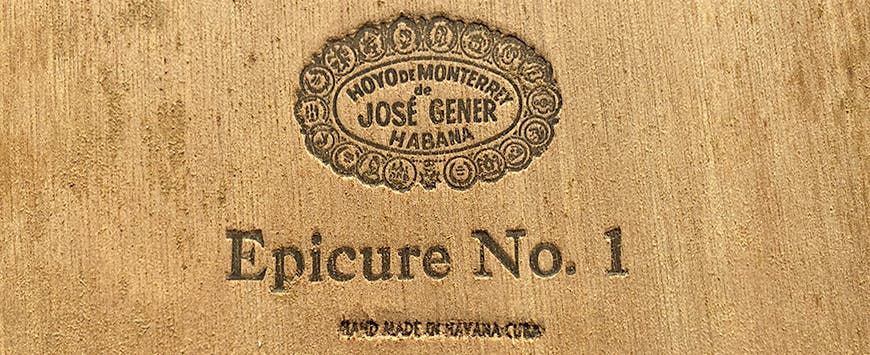 HOYO DE MONTERREY
de
JOSÉ GENER
HABANA
Epicure No. 1
HAND MADE IN HAVANA-CUBA